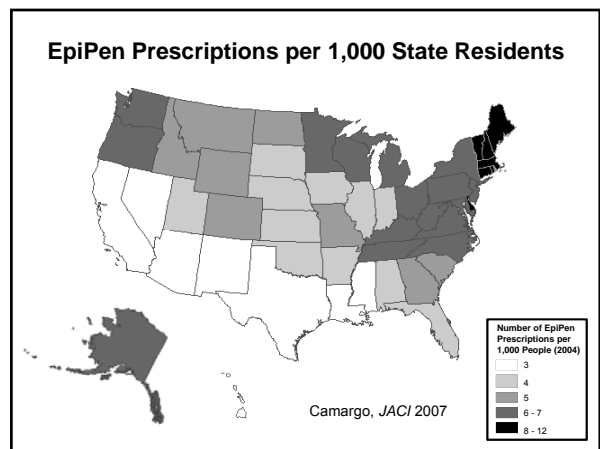 EpiPen Prescriptions per 1,000 State Residents
Camargo, JACI 2007
Number of EpiPen
Prescriptions per
1,000 People (2004)
3
4
5
6 - 7
8 - 12